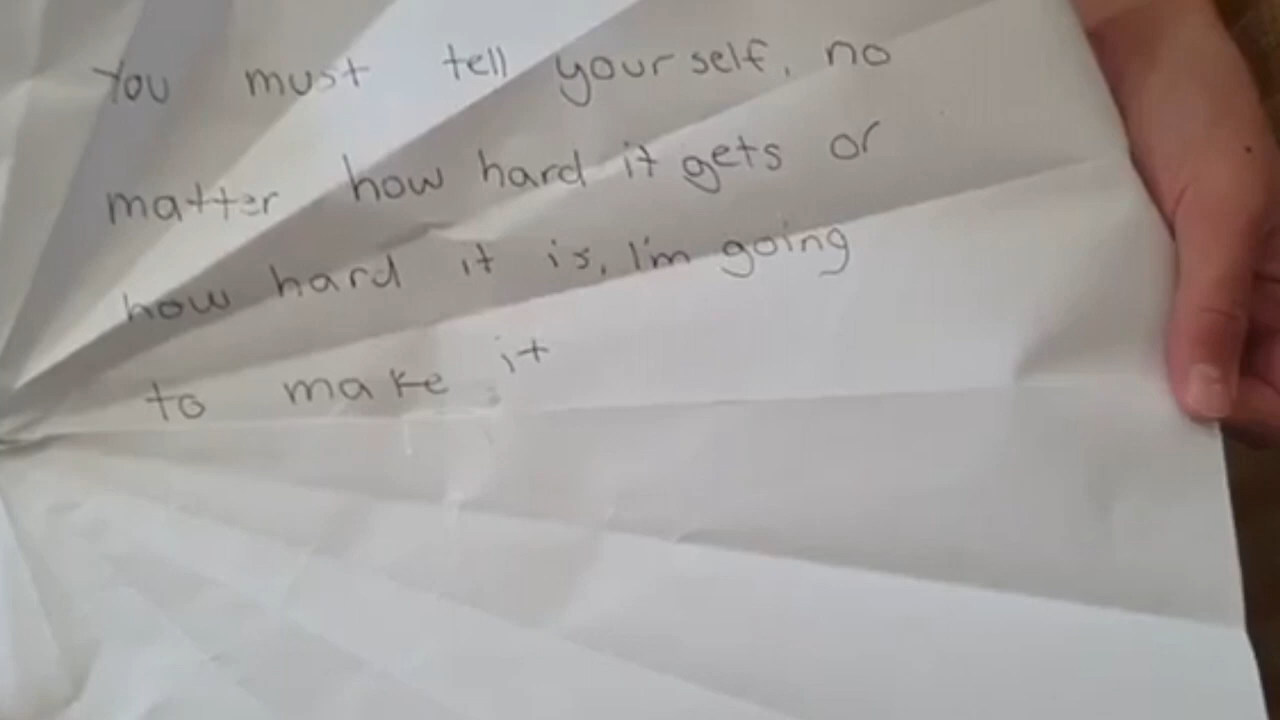 You must tell yourself, no
matter how hard it gets or
how hard it is, I'm going
to make it